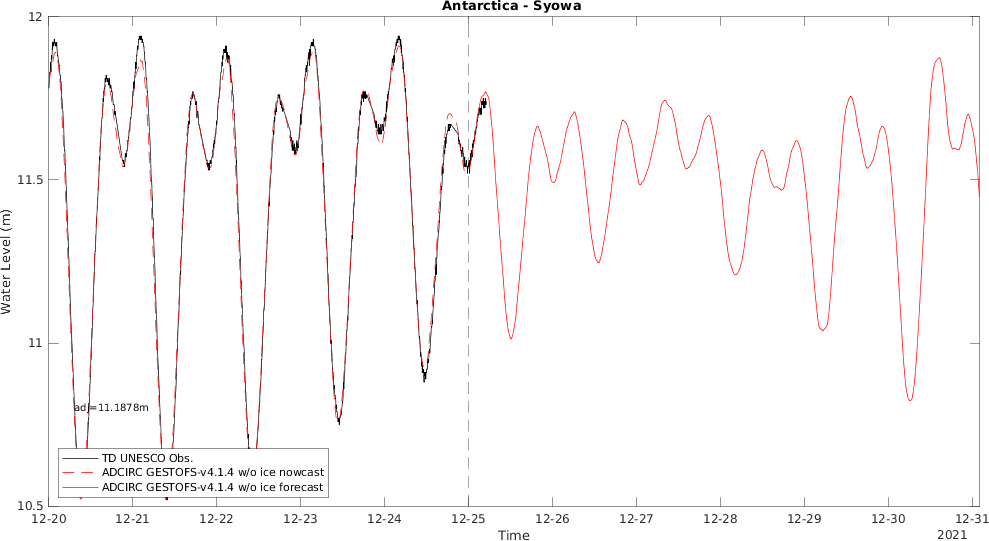 Antarctica - Syowa
12
11.5
11
10.5
Water Level (m)
adj=11.1878m
TD UNESCO Obs.
ADCIRC GESTOFS-v4.1.4 w/o ice nowcast
ADCIRC GESTOFS-v4.1.4 w/o ice forecast
12-20
12-21
12-22
12-23
12-24
12-25
12-26
12-27
12-28
12-29
12-30
12-31
Time
2021